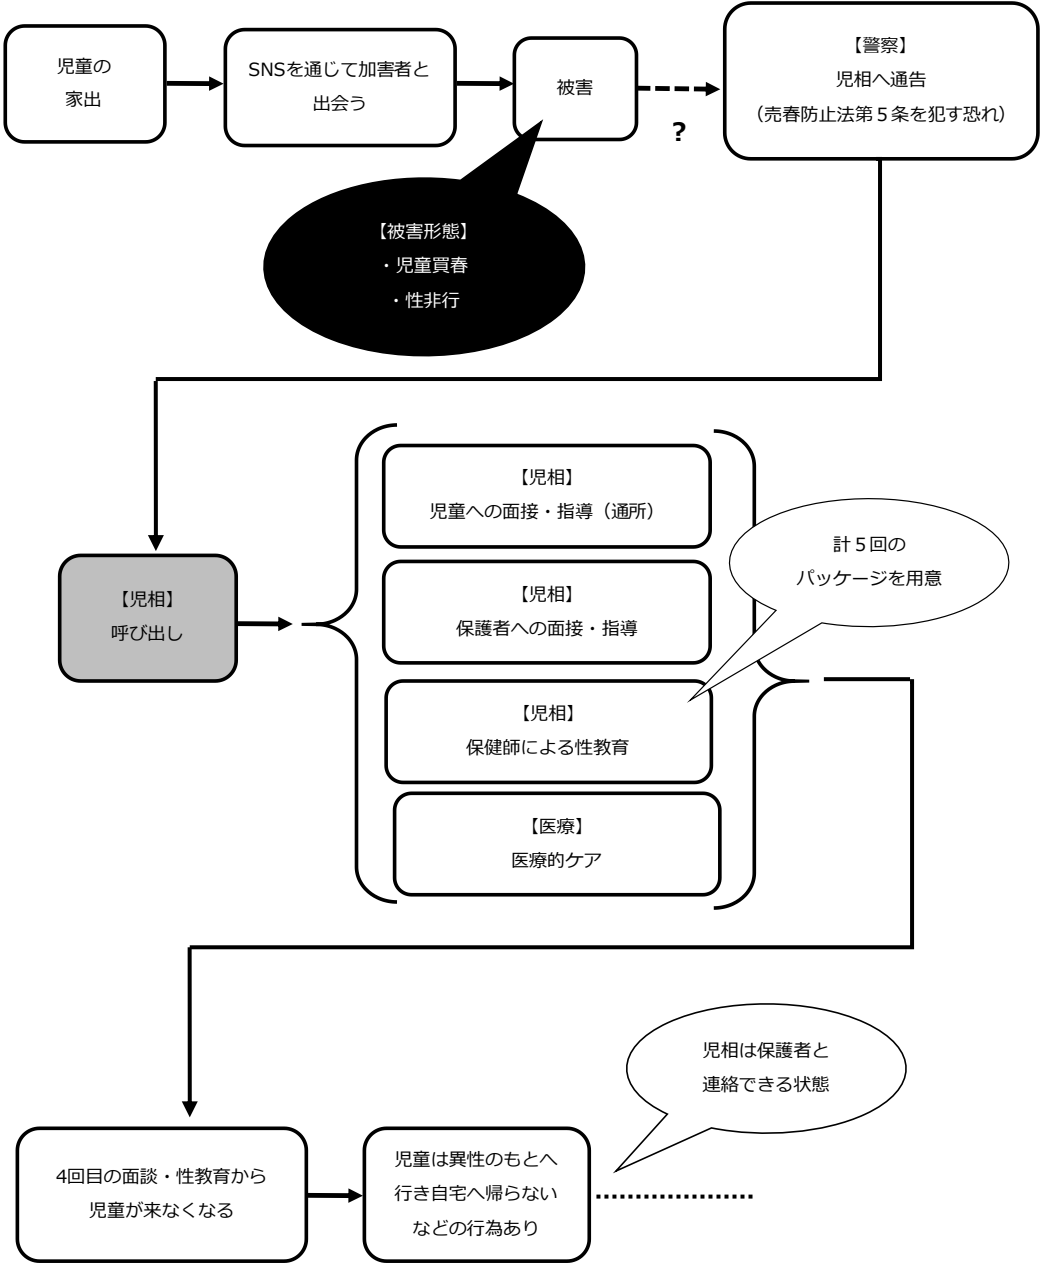 児童の
家出
SNSを通じて加害者と
出会う
被害
?
【警察】
児相へ通告
（売春防止法第５条を犯す恐れ）
【被害形態】
・児童買春
・性非行
【児相】
呼び出し
【児相】
児童への面接・指導（通所）
【児相】
保護者への面接・指導
計５回の
パッケージを用意
【児相】
保健師による性教育
【医療】
医療的ケア
児相は保護者と
連絡できる状態
4回目の面談・性教育から
児童が来なくなる
児童は異性のもとへ
行き自宅へ帰らない
などの行為あり